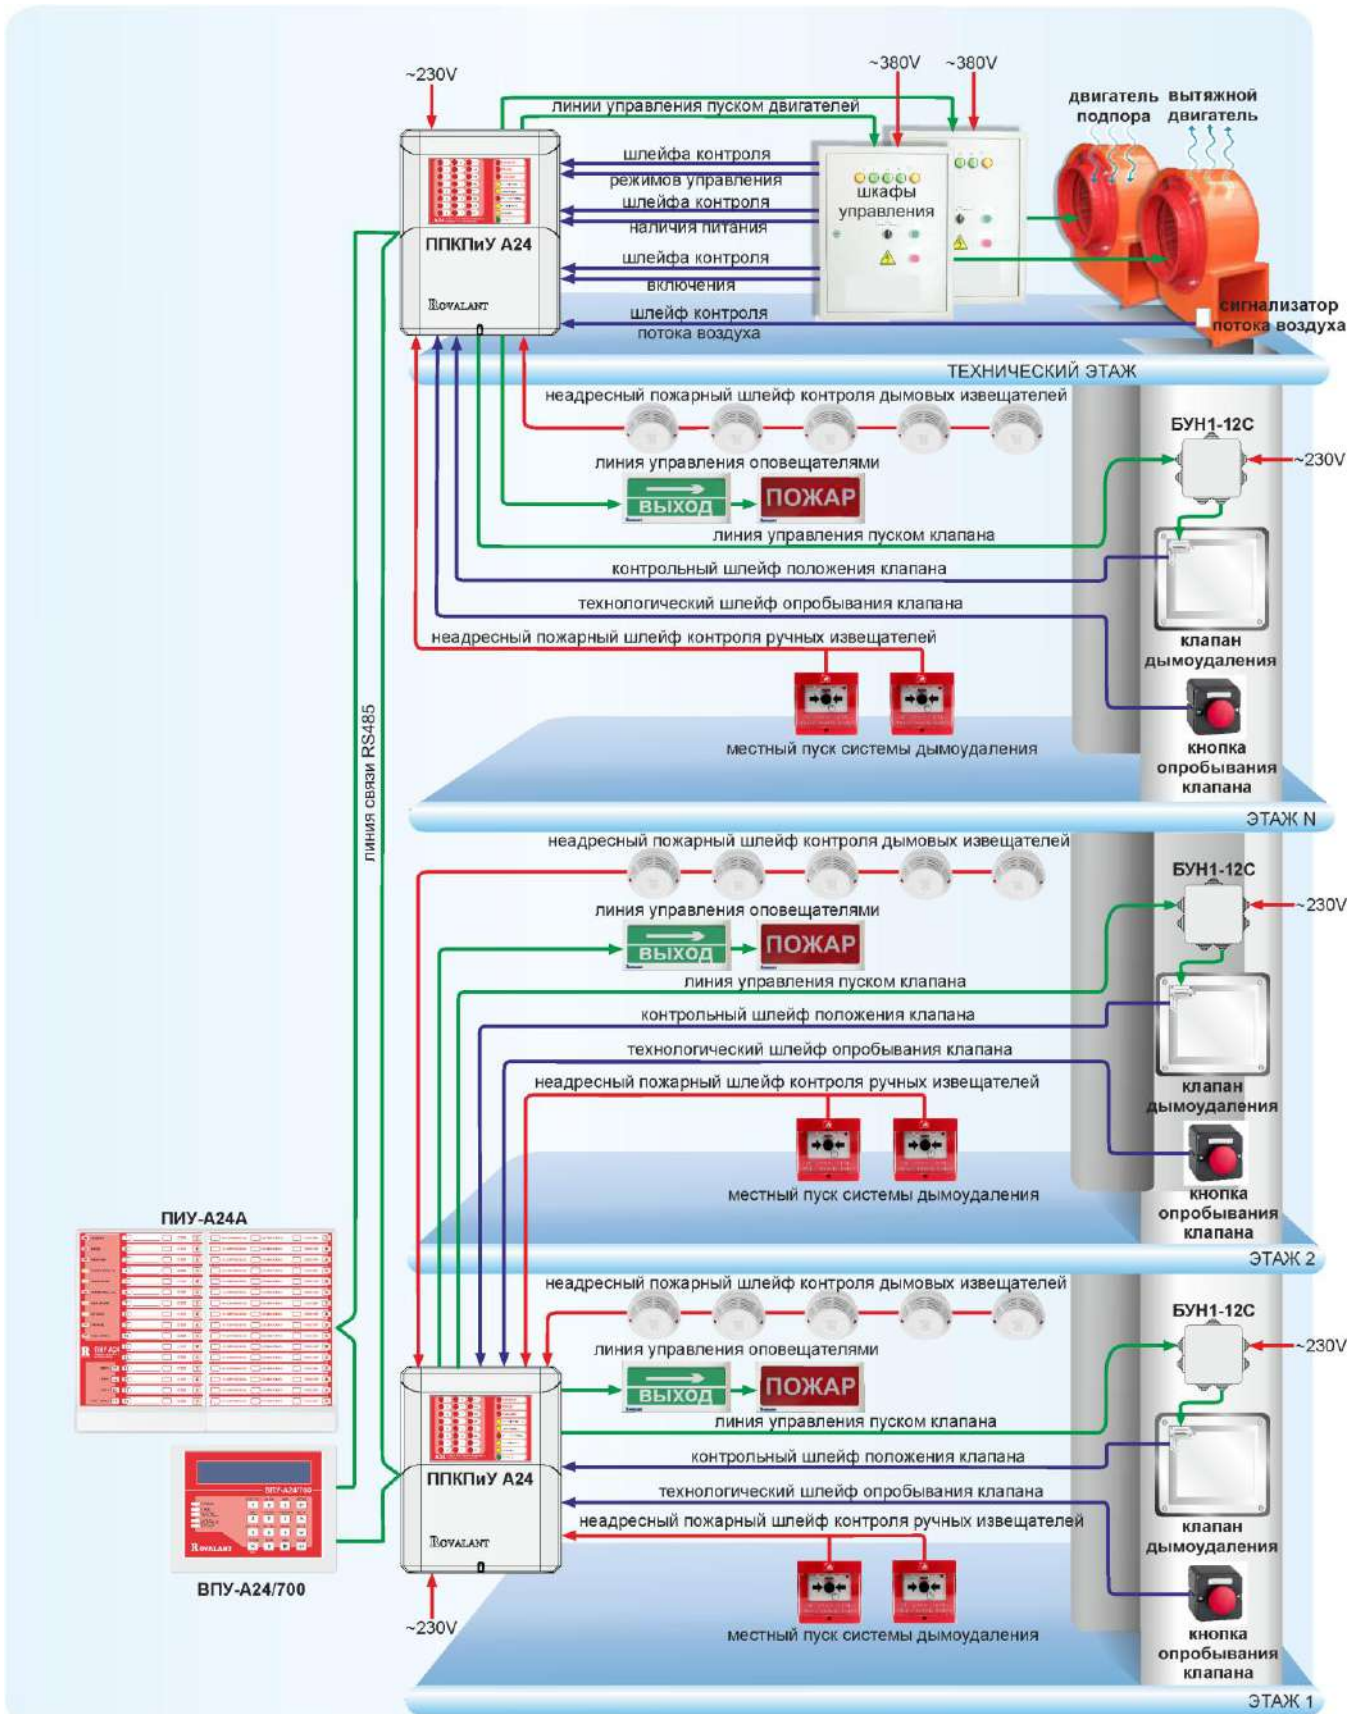 ~230V
~380V
~380V
линии управления пуском двигателей
двигатель
подпора
вытяжной
двигатель
шлейфа контроля
режимов управления
шлейфа контроля
наличия питания
шлейфа контроля
включения
шлейф контроля
потока воздуха
шкафы
управления
ППКПиУ А24
ROVALANT
сигнализатор
потока воздуха
ТЕХНИЧЕСКИЙ ЭТАЖ
неадресный пожарный шлейф контроля дымовых извещателей
БУН1-12С
~230V
линия управления оповещателями
ВЫХОД
ПОЖАР
линия управления пуском клапана
контрольный шлейф положения клапана
технологический шлейф опробывания клапана
неадресный пожарный шлейф контроля ручных извещателей
клапан
дымоудаления
местный пуск системы дымоудаления
кнопка
опробывания
клапана
линия связи RS485
ЭТАЖ N
неадресный пожарный шлейф контроля дымовых извещателей
БУН1-12С
~230V
линия управления оповещателями
ВЫХОД
ПОЖАР
линия управления пуском клапана
контрольный шлейф положения клапана
технологический шлейф опробывания клапана
неадресный пожарный шлейф контроля ручных извещателей
клапан
дымоудаления
местный пуск системы дымоудаления
кнопка
опробывания
клапана
ЭТАЖ 2
ПИУ-А24А
неадресный пожарный шлейф контроля дымовых извещателей
БУН1-12С
~230V
линия управления оповещателями
ВЫХОД
ПОЖАР
линия управления пуском клапана
контрольный шлейф положения клапана
технологический шлейф опробывания клапана
неадресный пожарный шлейф контроля ручных извещателей
ППКПиУ А24
ROVALANT
клапан
дымоудаления
ВПУ-А24/700
ROVALANT
ВПУ-А24/700
~230V
местный пуск системы дымоудаления
кнопка
опробывания
клапана
ЭТАЖ 1